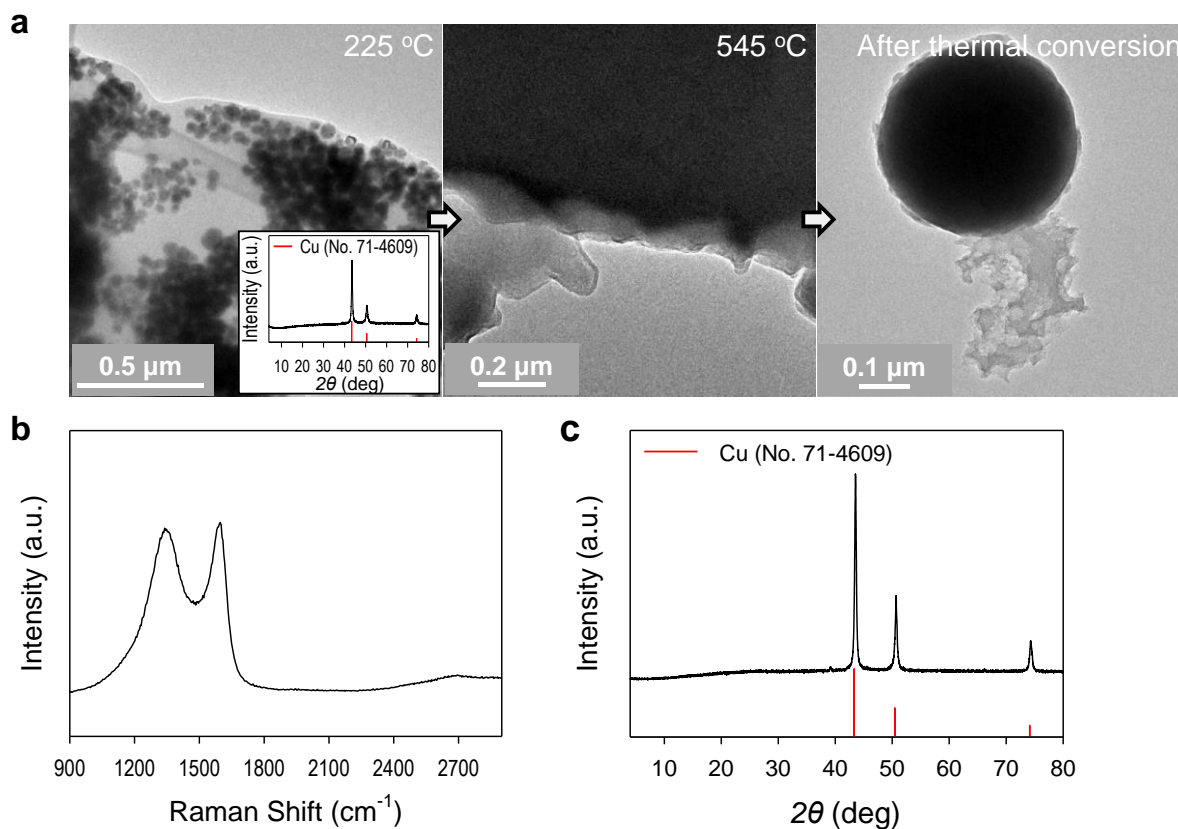 a
225 °C
545 °C
After thermal conversion
Cu (No. 71-4609)
Intensity (a.u.)
10 20 30 40 50 60 70 80
2θ (deg)
0.5 µm
0.2 µm
0.1 µm
b
Intensity (a.u.)
900 1200 1500 1800 2100 2400 2700
Raman Shift (cm⁻¹)
c
Cu (No. 71-4609)
Intensity (a.u.)
10 20 30 40 50 60 70 80
2θ (deg)